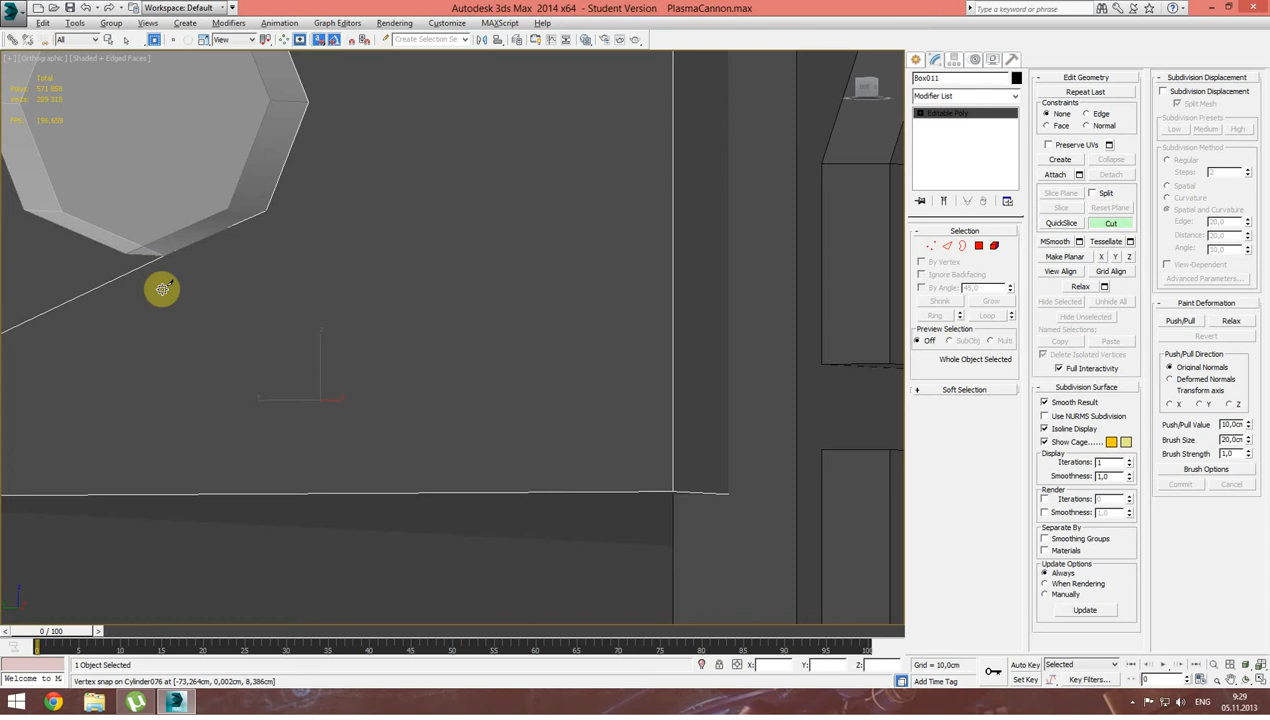 Workspace: Default
Autodesk 3ds Max 2014 x64 - Student Version PlasmaCannon.max
Type a keyword or phrase
Edit Tools Group Views Create Modifiers Animation Graph Editors Rendering Customize MAXScript Help
All View Create Selection Se
[+] [Orthographic] [Shaded + Edged Faces]
Total
Polys: 571 858
Verts: 289 310
FPS: 196,609
Box011
Modifier List
Editable Poly
Selection
By Vertex
Ignore Backfacing
By Angle: 45,0
Shrink Grow
Ring Loop
Preview Selection
Off SubObj Multi
Whole Object Selected
Soft Selection
Edit Geometry
Repeat Last
Constraints
None Edge
Face Normal
Preserve UVs
Create Collapse
Attach Detach
Slice Plane Split
Slice Reset Plane
QuickSlice Cut
MSmooth Tessellate
Make Planar X Y Z
View Align Grid Align
Relax
Hide Selected Unhide All
Hide Unselected
Named Selections:
Copy Paste
Delete Isolated Vertices
Full Interactivity
Subdivision Surface
Smooth Result
Use NURMS Subdivision
Isoline Display
Show Cage......
Display
Iterations: 1
Smoothness: 1,0
Render
Iterations: 0
Smoothness: 1,0
Separate By
Smoothing Groups
Materials
Update Options
Always
When Rendering
Manually
Update
Subdivision Displacement
Subdivision Displacement
Split Mesh
Subdivision Presets
Low Medium High
Subdivision Method
Regular
Steps: 2
Spatial
Curvature
Spatial and Curvature
Edge: 20,0
Distance: 20,0
Angle: 10,0
View-Dependent
Advanced Parameters...
Paint Deformation
Push/Pull Relax
Revert
Push/Pull Direction
Original Normals
Deformed Normals
Transform axis
X Y Z
Push/Pull Value 10,0cm
Brush Size 20,0cm
Brush Strength 1,0
Brush Options
Commit Cancel
0 / 100
0 5 10 15 20 25 30 35 40 45 50 55 60 65 70 75 80 85 90 95 100
1 Object Selected
X: Y: Z:
Grid = 10,0cm
Auto Key Selected
Welcome to M
Vertex snap on Cylinder076 at [-73,264cm, 0,002cm, 8,386cm]
Add Time Tag
Set Key Key Filters... 0
ENG
9:29
05.11.2013